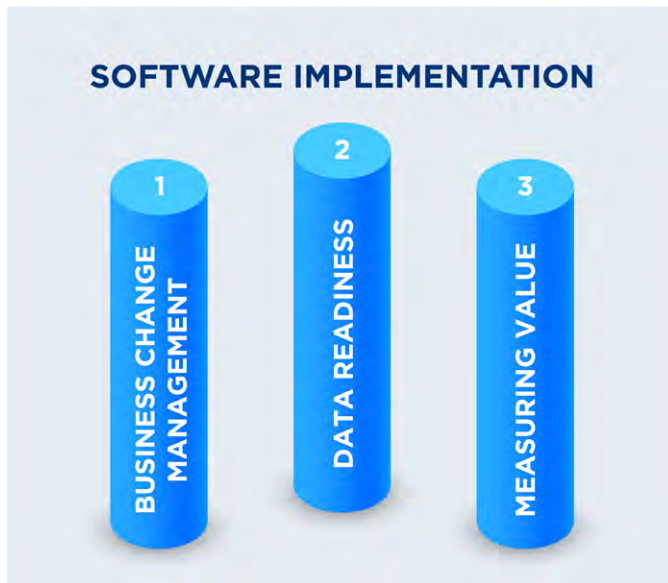 SOFTWARE IMPLEMENTATION
1
BUSINESS CHANGE
MANAGEMENT
2
DATA READINESS
3
MEASURING VALUE